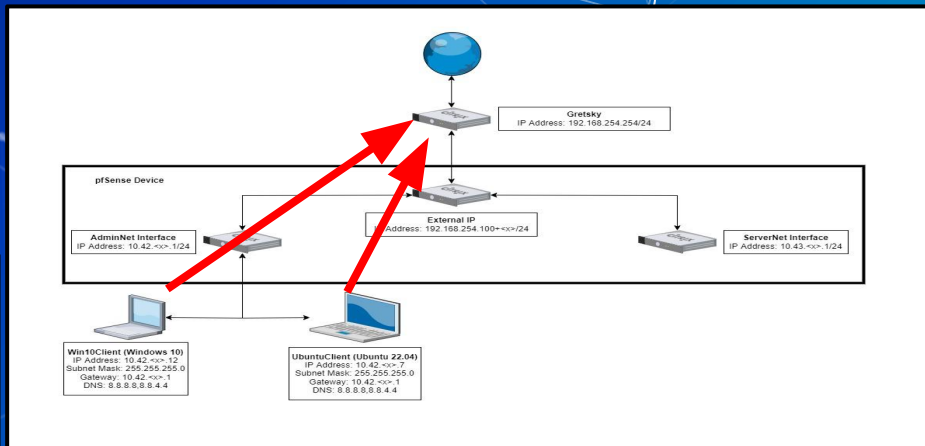 Gretsky
IP Address: 192.168.254.254/24
pfSense Device
External IP
IP Address: 192.168.254.100+<x>/24
AdminNet Interface
IP Address: 10.42.<x>.1/24
ServerNet Interface
IP Address: 10.43.<x>.1/24
Win10Client (Windows 10)
IP Address: 10.42.<x>.12
Subnet Mask: 255.255.255.0
Gateway: 10.42.<x>.1
DNS: 8.8.8.8,8.8.4.4
UbuntuClient (Ubuntu 22.04)
IP Address: 10.42.<x>.7
Subnet Mask: 255.255.255.0
Gateway: 10.42.<x>.1
DNS: 8.8.8.8,8.8.4.4